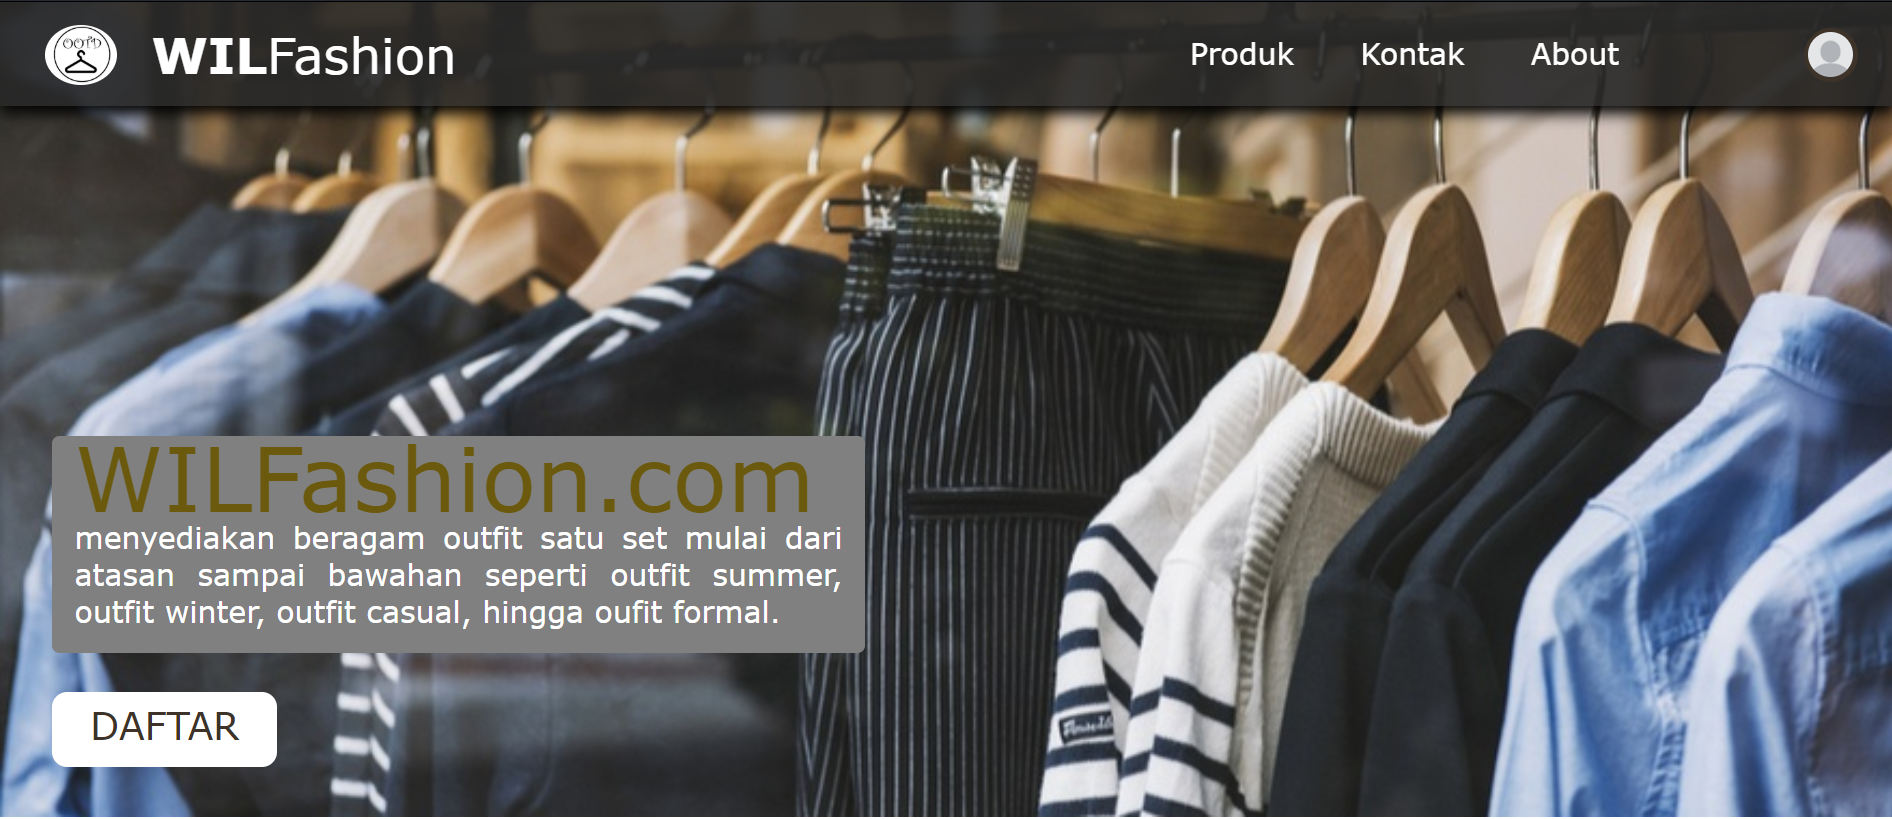 OOTD
WILFashion
Produk Kontak About
WILFashion.com
menyediakan beragam outfit satu set mulai dari
atasan sampai bawahan seperti outfit summer,
outfit winter, outfit casual, hingga oufit formal.
DAFTAR